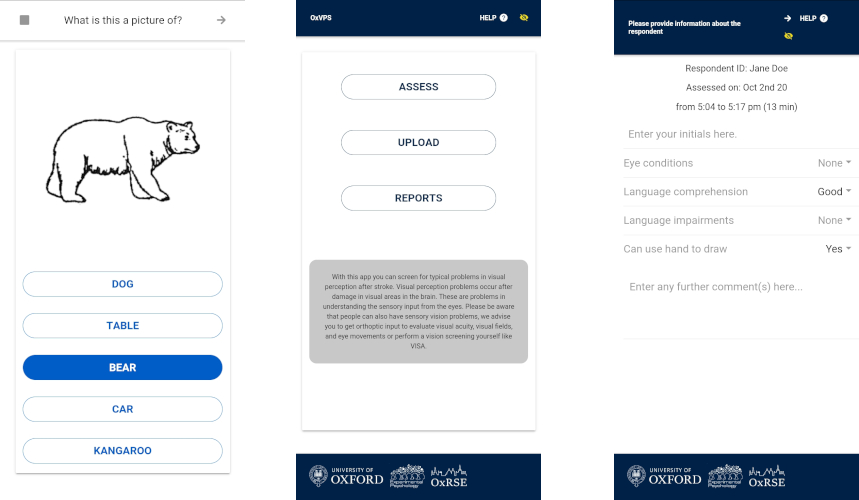 What is this a picture of?
DOG
TABLE
BEAR
CAR
KANGAROO
OxVPS
HELP
ASSESS
UPLOAD
REPORTS
With this app you can screen for typical problems in visual
perception after stroke. Visual perception problems occur after
damage in visual areas in the brain. These are problems in
understanding the sensory input from the eyes. Please be aware
that people can also have sensory vision problems, we advise
you to get orthoptic input to evaluate visual acuity, visual fields,
and eye movements or perform a vision screening yourself like
VISA.
UNIVERSITY OF
OXFORD
Experimental
Psychology
OxRSE
Please provide information about the
respondent
HELP
Respondent ID: Jane Doe
Assessed on: Oct 2nd 20
from 5:04 to 5:17 pm (13 min)
Enter your initials here.
Eye conditions None
Language comprehension Good
Language impairments None
Can use hand to draw Yes
Enter any further comment(s) here...
UNIVERSITY OF
OXFORD
Experimental
Psychology
OxRSE